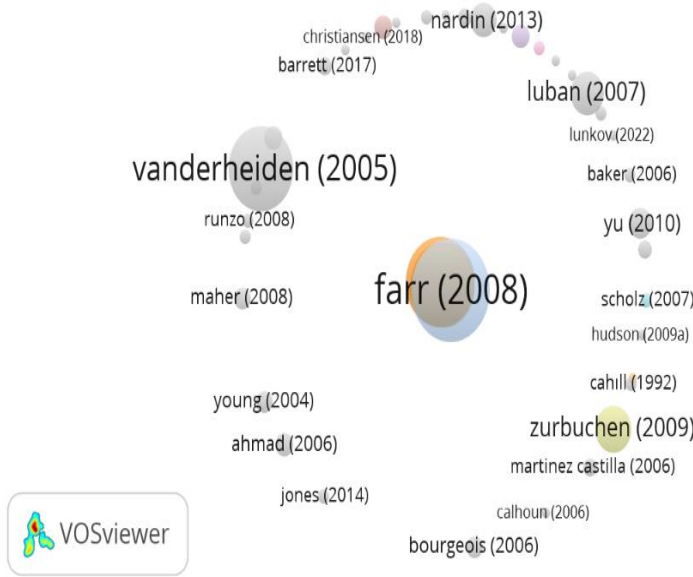 nardin (2013)
christiansen (2018)
barrett (2017)
luban (2007)
lunkov (2022)
vanderheiden (2005)
baker (2006)
runzo (2008)
yu (2010)
farr (2008)
maher (2008)
scholz (2007)
hudson (2009a)
cahill (1992)
young (2004)
zurbuchen (2009)
ahmad (2006)
martinez castilla (2006)
jones (2014)
calhoun (2006)
VOSviewer
bourgeois (2006)